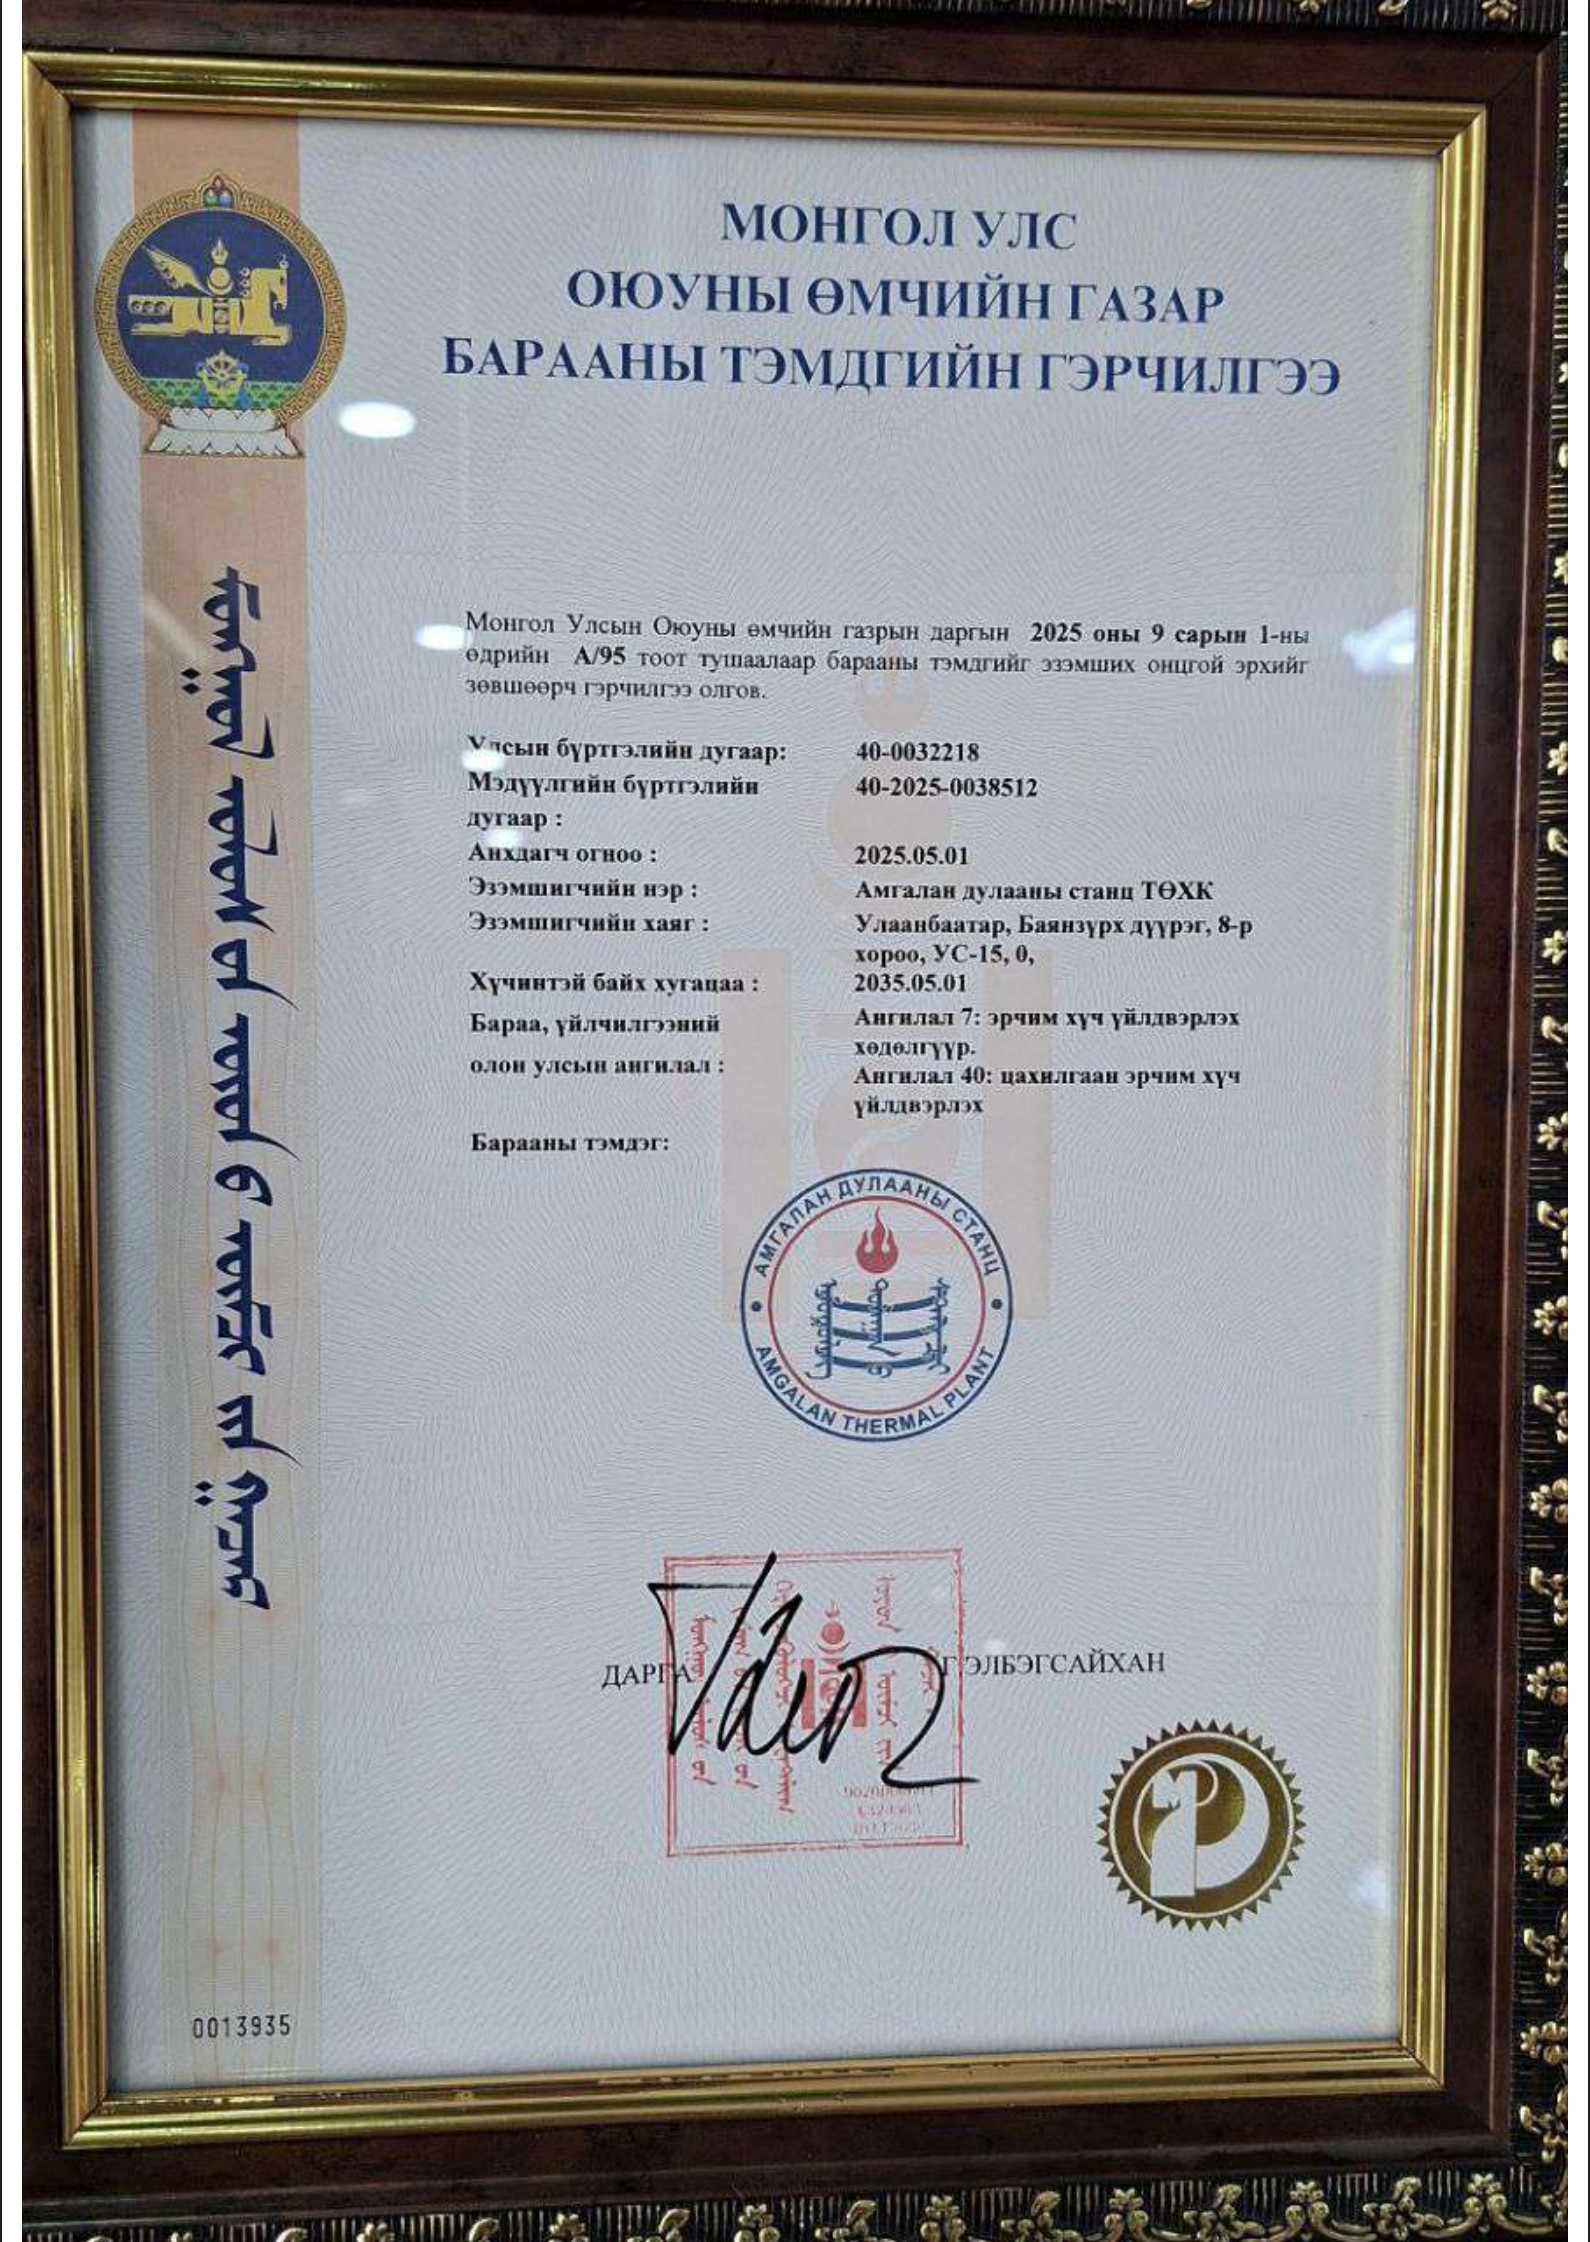 МОНГОЛ УЛС
ОЮУНЫ ӨМЧИЙН ГАЗАР
БАРААНЫ ТЭМДГИЙН ГЭРЧИЛГЭЭ
Монгол Улсын Оюуны өмчийн газрын даргын 2025 оны 9 сарын 1-ны
өдрийн А/95 тоот тушаалаар барааны тэмдгийг эзэмших онцгой эрхийг
зөвшөөрч гэрчилгээ олгов.
Улсын бүртгэлийн дугаар: 40-0032218
Мэдүүлгийн бүртгэлийн 40-2025-0038512
дугаар :
Анхдагч огноо : 2025.05.01
Эзэмшигчийн нэр : Амгалан дулааны станц ТӨХК
Эзэмшигчийн хаяг : Улаанбаатар, Баянзүрх дүүрэг, 8-р
хороо, УС-15, 0,
Хүчинтэй байх хугацаа : 2035.05.01
Бараа, үйлчилгээний Ангилал 7: эрчим хүч үйлдвэрлэх
хөдөлгүүр.
олон улсын ангилал : Ангилал 40: цахилгаан эрчим хүч
үйлдвэрлэх
Барааны тэмдэг:
АМГАЛАН ДУЛААНЫ СТАНЦ
AMGALAN THERMAL PLANT
ДАРГА Г.ЭЛБЭГСАЙХАН
0013935